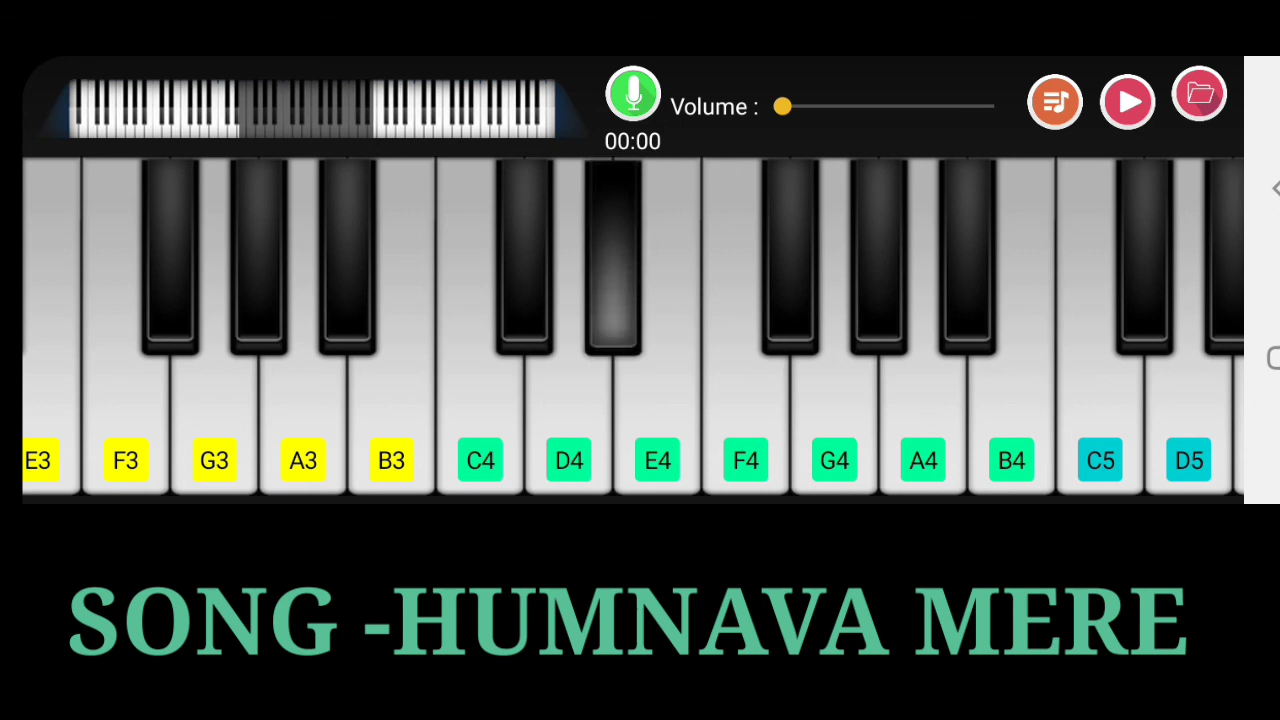 Volume :
00:00
E3 F3 G3 A3 B3 C4 D4 E4 F4 G4 A4 B4 C5 D5
SONG -HUMNAVA MERE